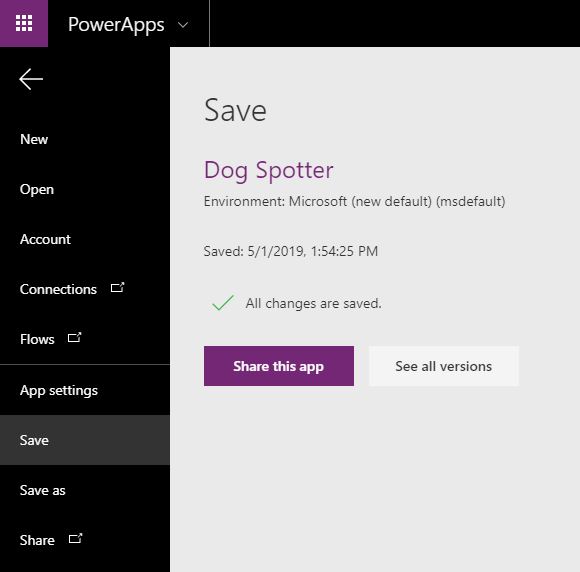 PowerApps
New
Open
Account
Connections
Flows
App settings
Save
Save as
Share
Save
Dog Spotter
Environment: Microsoft (new default) (msdefault)
Saved: 5/1/2019, 1:54:25 PM
All changes are saved.
Share this app
See all versions